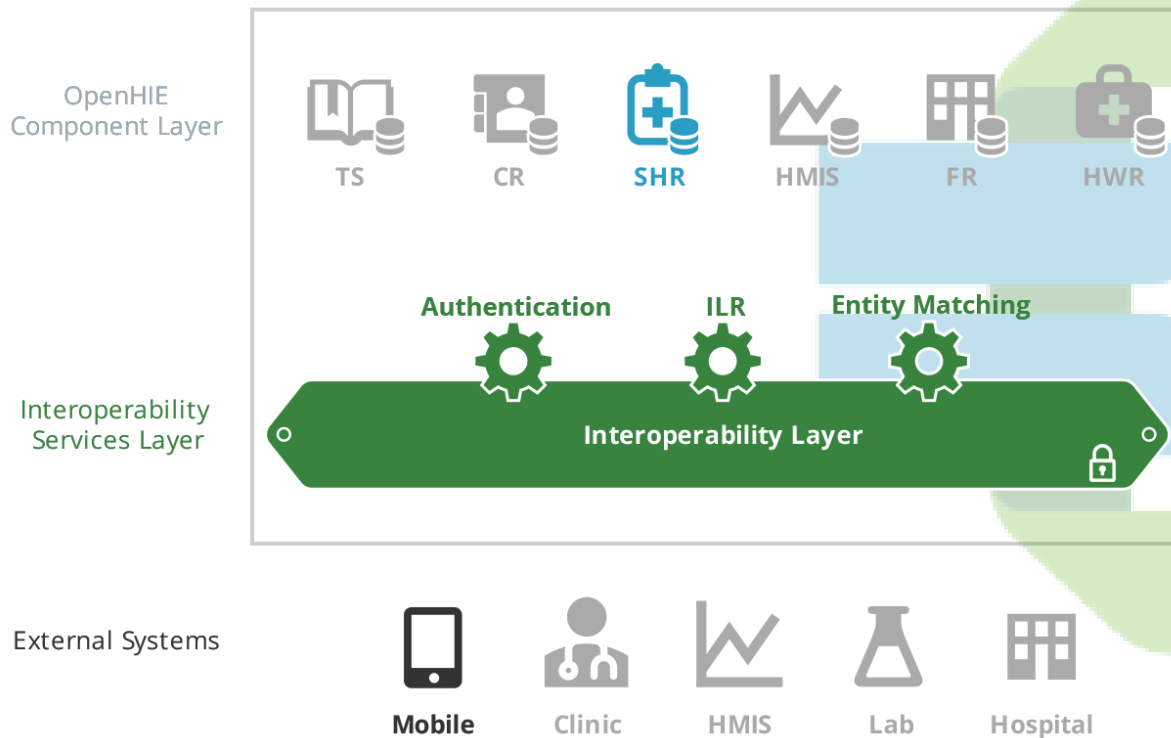 OpenHIE
Component Layer
TS
CR
SHR
HMIS
FR
HWR
Authentication
ILR
Entity Matching
Interoperability
Services Layer
Interoperability Layer
External Systems
Mobile
Clinic
HMIS
Lab
Hospital